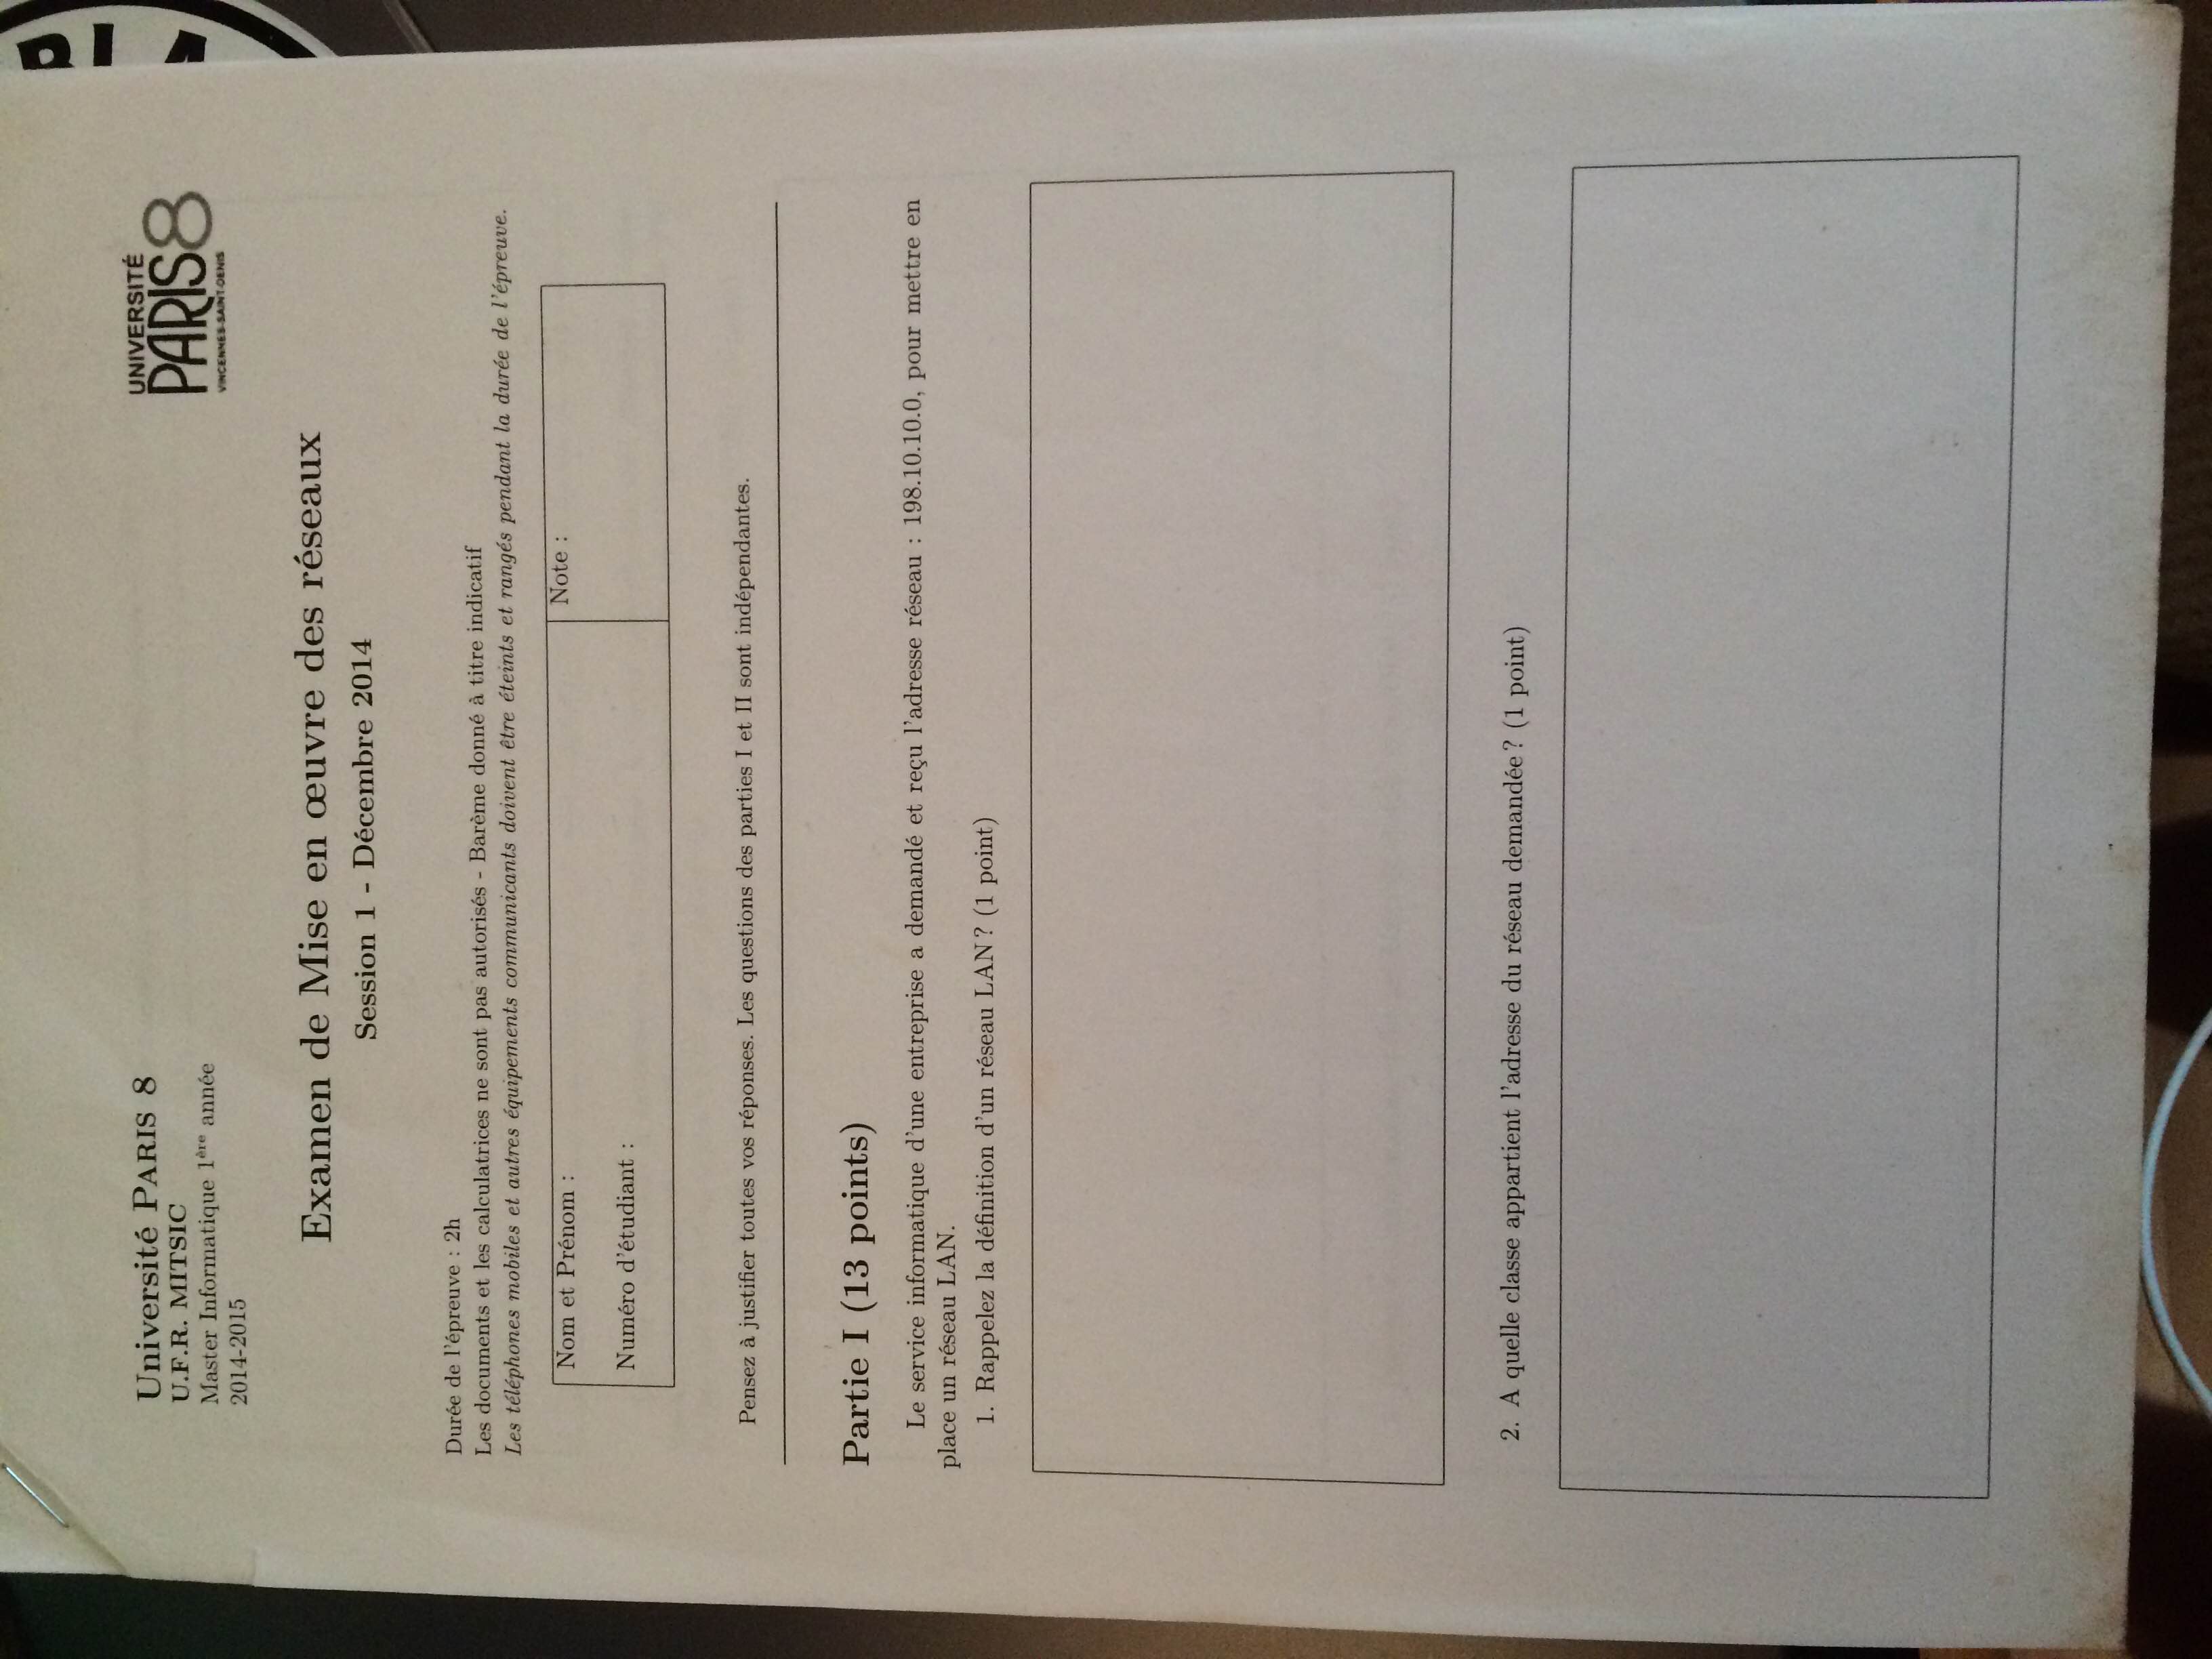 Université PARIS 8
U.F.R. MITSIC
Master Informatique 1ère année
2014-2015
UNIVERSITÉ
PARIS8
VINCENNES-SAINT-DENIS
Examen de Mise en œuvre des réseaux
Session 1 - Décembre 2014
Durée de l'épreuve : 2h
Les documents et les calculatrices ne sont pas autorisés - Barème donné à titre indicatif
Les téléphones mobiles et autres équipements communicants doivent être éteints et rangés pendant la durée de l'épreuve.
Nom et Prénom :
Note :
Numéro d'étudiant :
Pensez à justifier toutes vos réponses. Les questions des parties I et II sont indépendantes.
Partie I (13 points)
Le service informatique d'une entreprise a demandé et reçu l'adresse réseau : 198.10.10.0, pour mettre en
place un réseau LAN.
1. Rappelez la définition d'un réseau LAN ? (1 point)
2. A quelle classe appartient l'adresse du réseau demandée ? (1 point)